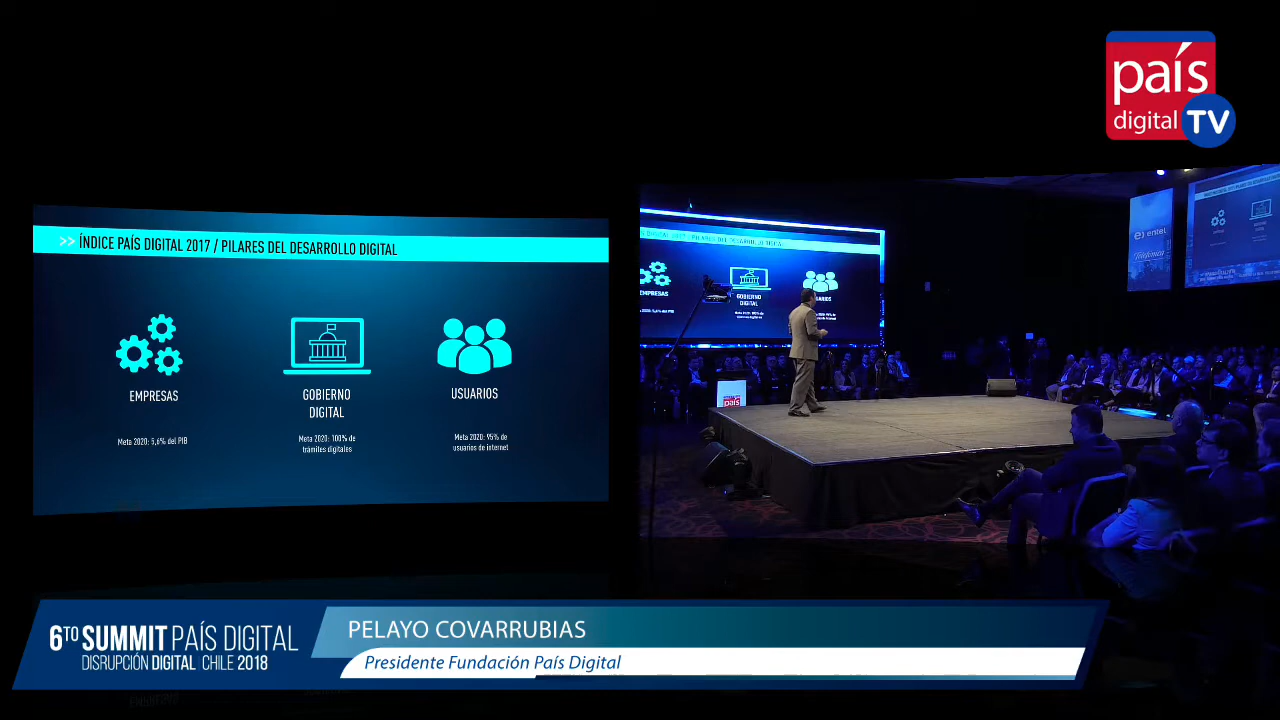 país
digital TV
>> ÍNDICE PAÍS DIGITAL 2017 / PILARES DEL DESARROLLO DIGITAL
EMPRESAS
Meta 2020: 5,6% del PIB
GOBIERNO
DIGITAL
Meta 2020: 100% de
trámites digitales
USUARIOS
Meta 2020: 95% de
usuarios de internet
entel
Telefónica
EMPRESAS
GOBIERNO
DIGITAL
país
6TO SUMMIT PAÍS DIGITAL
DISRUPCIÓN DIGITAL CHILE 2018
PELAYO COVARRUBIAS
Presidente Fundación País Digital